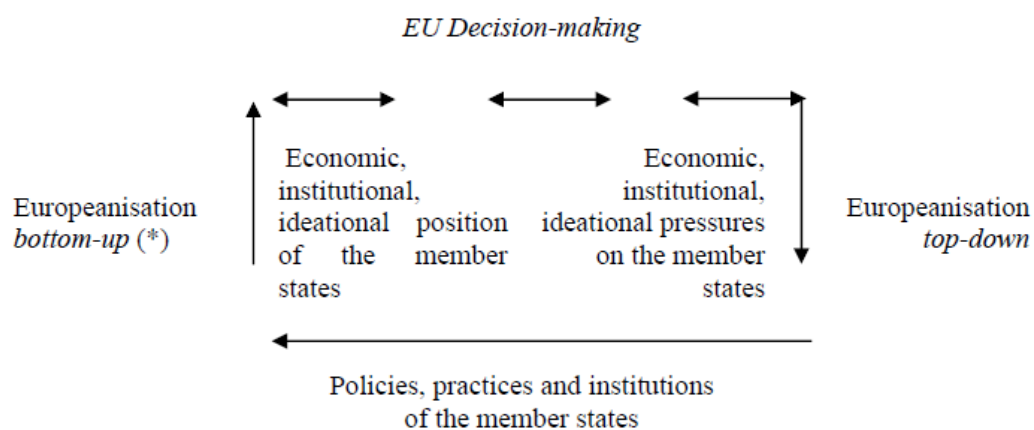 EU Decision-making
Europeanisation
bottom-up (*)
Economic,
institutional,
ideational position
of the member
states
Economic,
institutional,
ideational pressures
on the member
states
Europeanisation
top-down
Policies, practices and institutions
of the member states